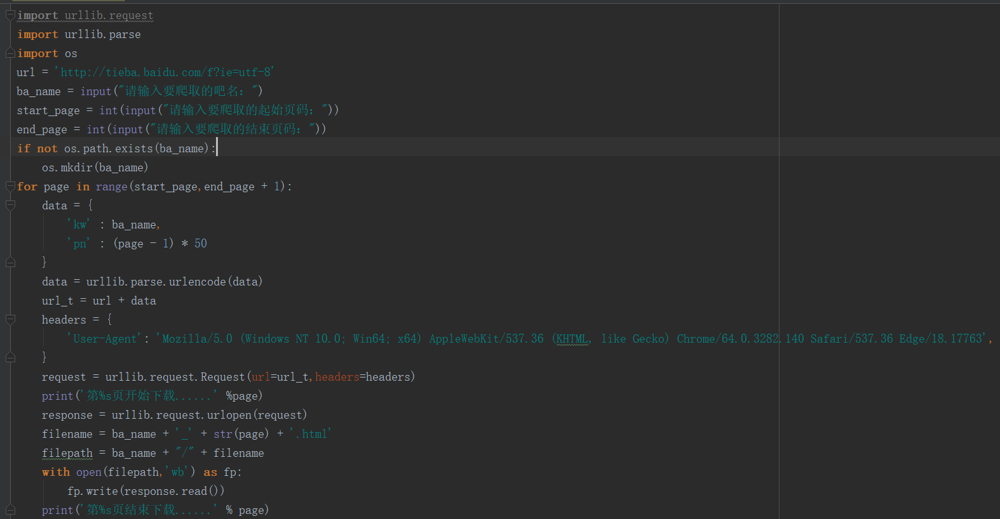 import urllib.request
import urllib.parse
import os
url = 'http://tieba.baidu.com/f?ie=utf-8'
ba_name = input("请输入要爬取的吧名：")
start_page = int(input("请输入要爬取的起始页码："))
end_page = int(input("请输入要爬取的结束页码："))
if not os.path.exists(ba_name):
    os.mkdir(ba_name)
for page in range(start_page,end_page + 1):
    data = {
        'kw' : ba_name,
        'pn' : (page - 1) * 50
    }
    data = urllib.parse.urlencode(data)
    url_t = url + data
    headers = {
        'User-Agent': 'Mozilla/5.0 (Windows NT 10.0; Win64; x64) AppleWebKit/537.36 (KHTML, like Gecko) Chrome/64.0.3282.140 Safari/537.36 Edge/18.17763',
    }
    request = urllib.request.Request(url=url_t,headers=headers)
    print('第%s页开始下载......' %page)
    response = urllib.request.urlopen(request)
    filename = ba_name + '_' + str(page) + '.html'
    filepath = ba_name + "/" + filename
    with open(filepath,'wb') as fp:
        fp.write(response.read())
    print('第%s页结束下载......' % page)